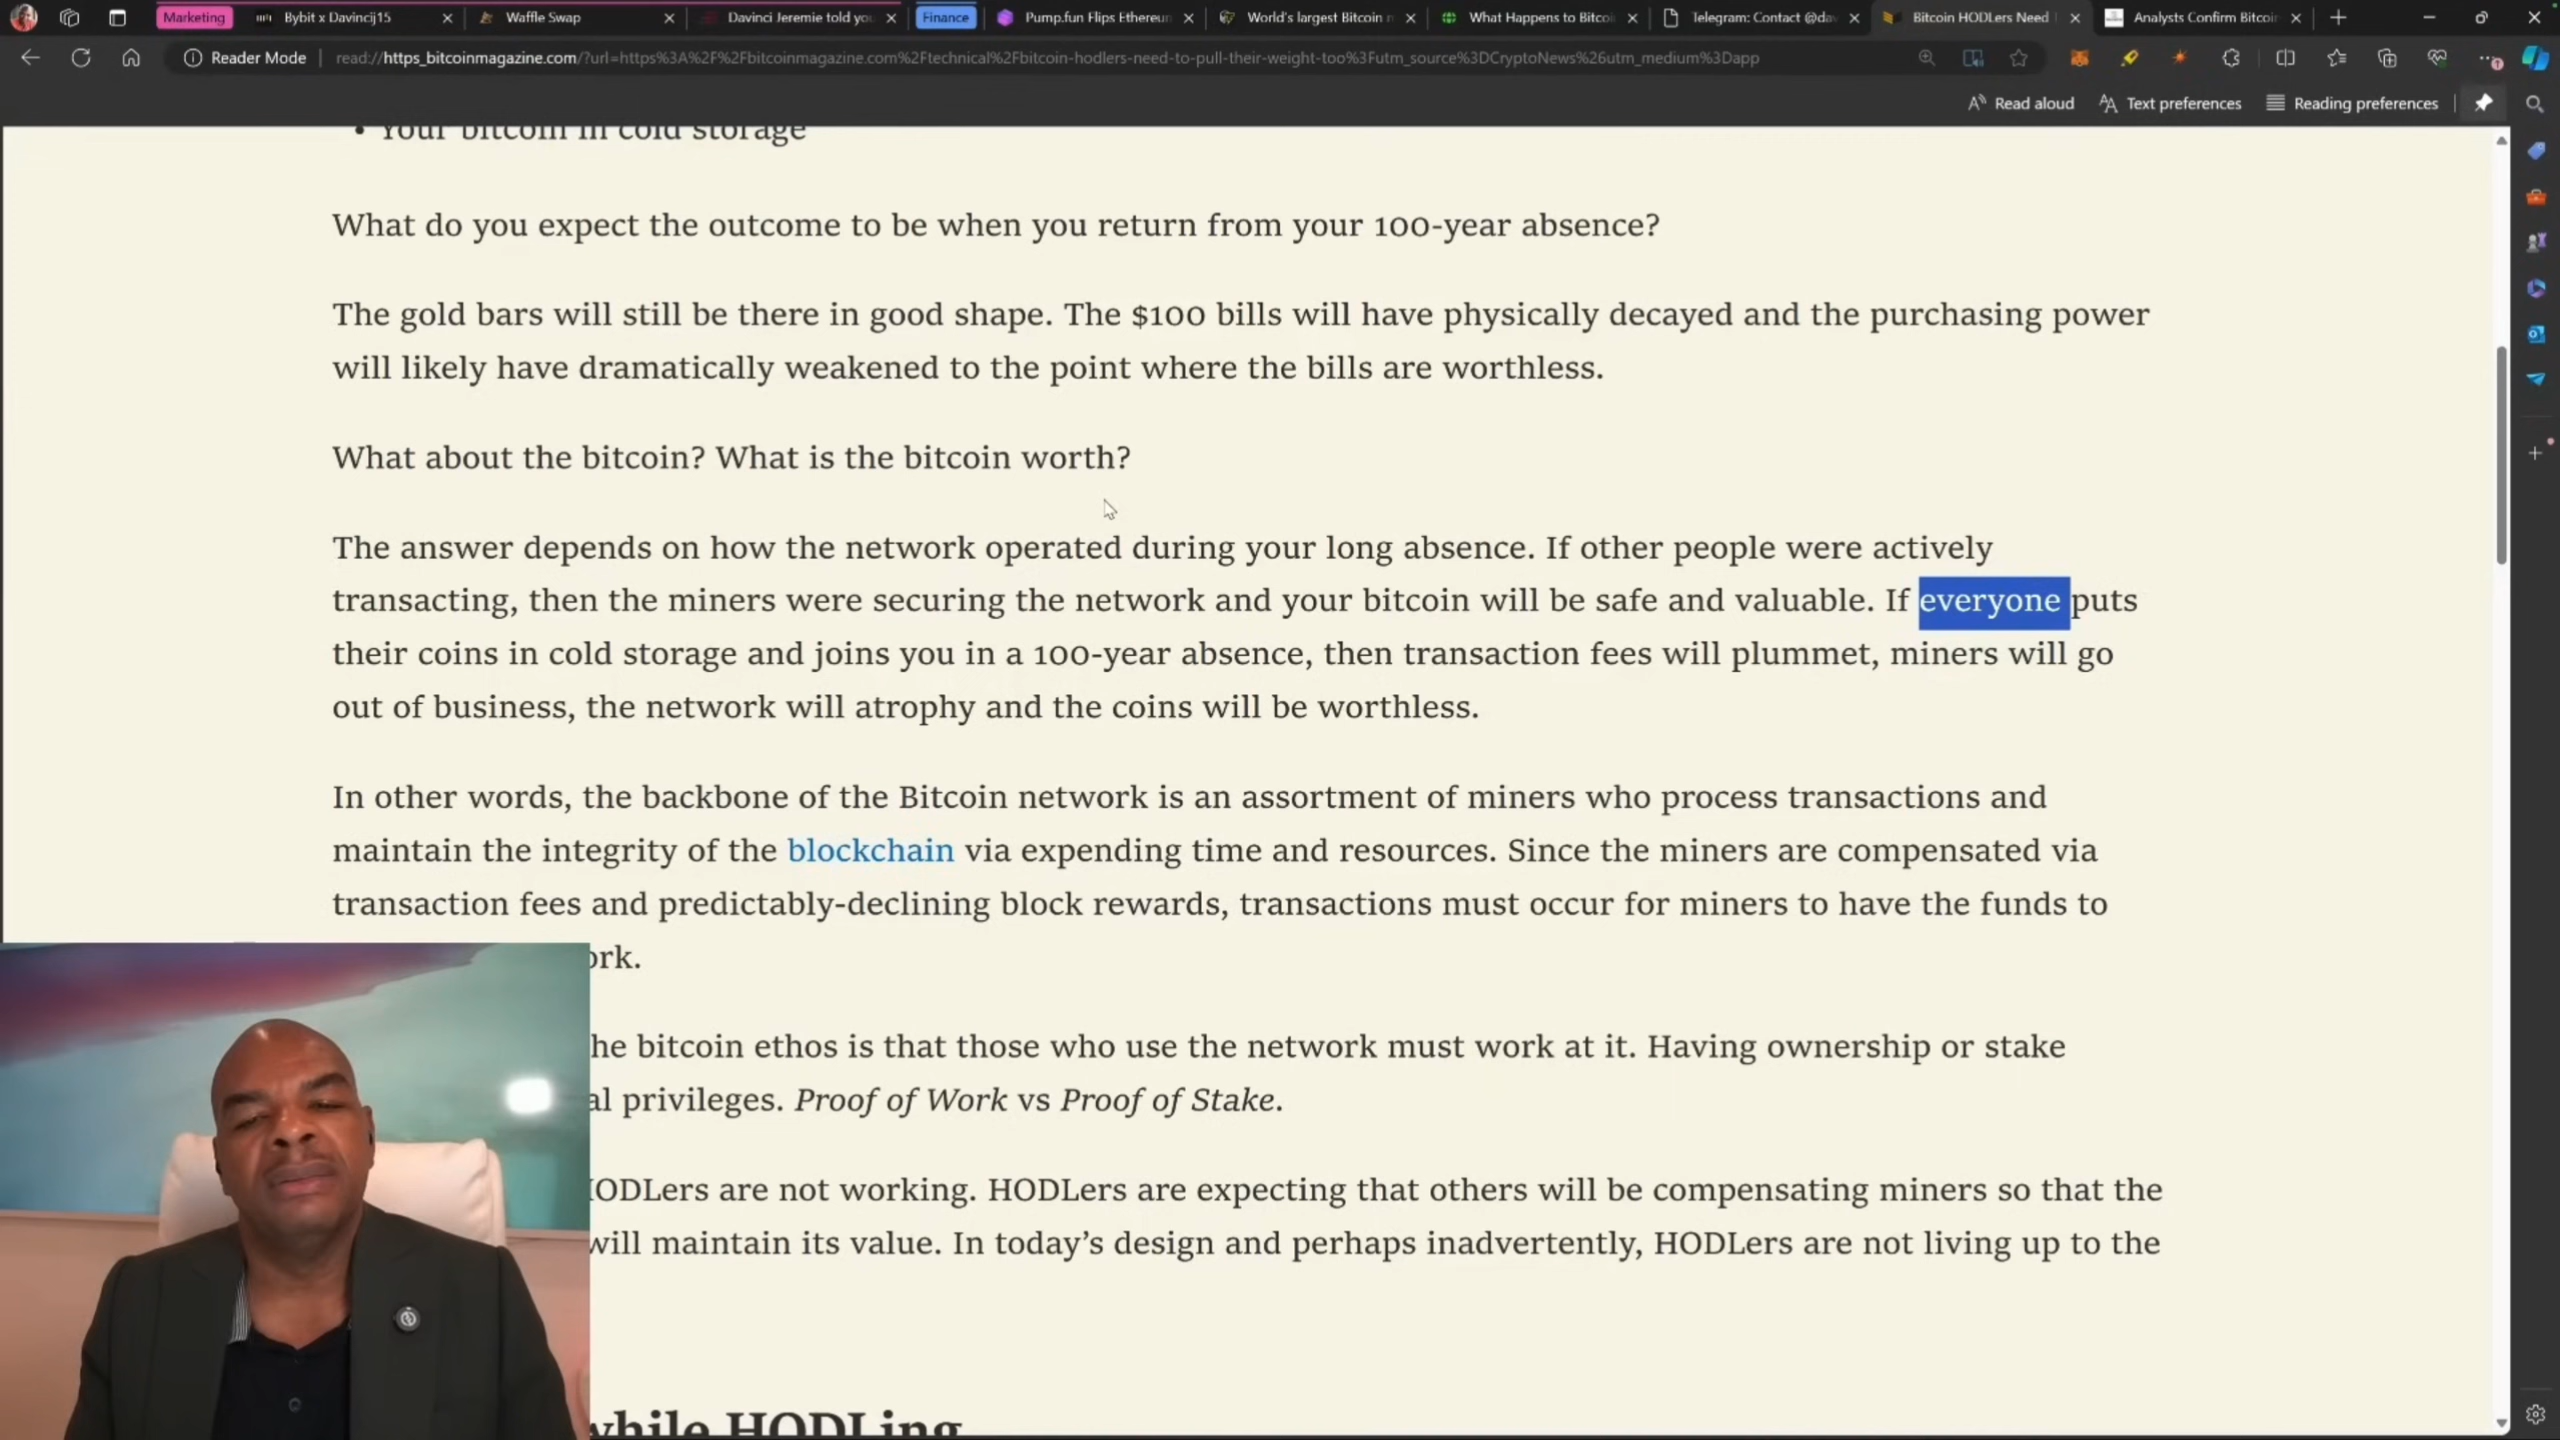 Marketing
Bybit x Davincij15
Waffle Swap
Davinci Jeremie told you
Finance
Pump.fun Flips Ethereum
World's largest Bitcoin m
What Happens to Bitcoi
Telegram: Contact @dav
Bitcoin HODLers Need
Analysts Confirm Bitcoin
Reader Mode
read://https_bitcoinmagazine.com/?url=https%3A%2F%2Fbitcoinmagazine.com%2Ftechnical%2Fbitcoin-hodlers-need-to-pull-their-weight-too%3Futm_source%3DCryptoNews%26utm_medium%3Dapp
Read aloud
Text preferences
Reading preferences
• Your bitcoin in cold storage
What do you expect the outcome to be when you return from your 100-year absence?
The gold bars will still be there in good shape. The $100 bills will have physically decayed and the purchasing power
will likely have dramatically weakened to the point where the bills are worthless.
What about the bitcoin? What is the bitcoin worth?
The answer depends on how the network operated during your long absence. If other people were actively
transacting, then the miners were securing the network and your bitcoin will be safe and valuable. If everyone puts
their coins in cold storage and joins you in a 100-year absence, then transaction fees will plummet, miners will go
out of business, the network will atrophy and the coins will be worthless.
In other words, the backbone of the Bitcoin network is an assortment of miners who process transactions and
maintain the integrity of the blockchain via expending time and resources. Since the miners are compensated via
transaction fees and predictably-declining block rewards, transactions must occur for miners to have the funds to
ork.
he bitcoin ethos is that those who use the network must work at it. Having ownership or stake
al privileges. Proof of Work vs Proof of Stake.
HODLers are not working. HODLers are expecting that others will be compensating miners so that the
will maintain its value. In today's design and perhaps inadvertently, HODLers are not living up to the
while HODLing